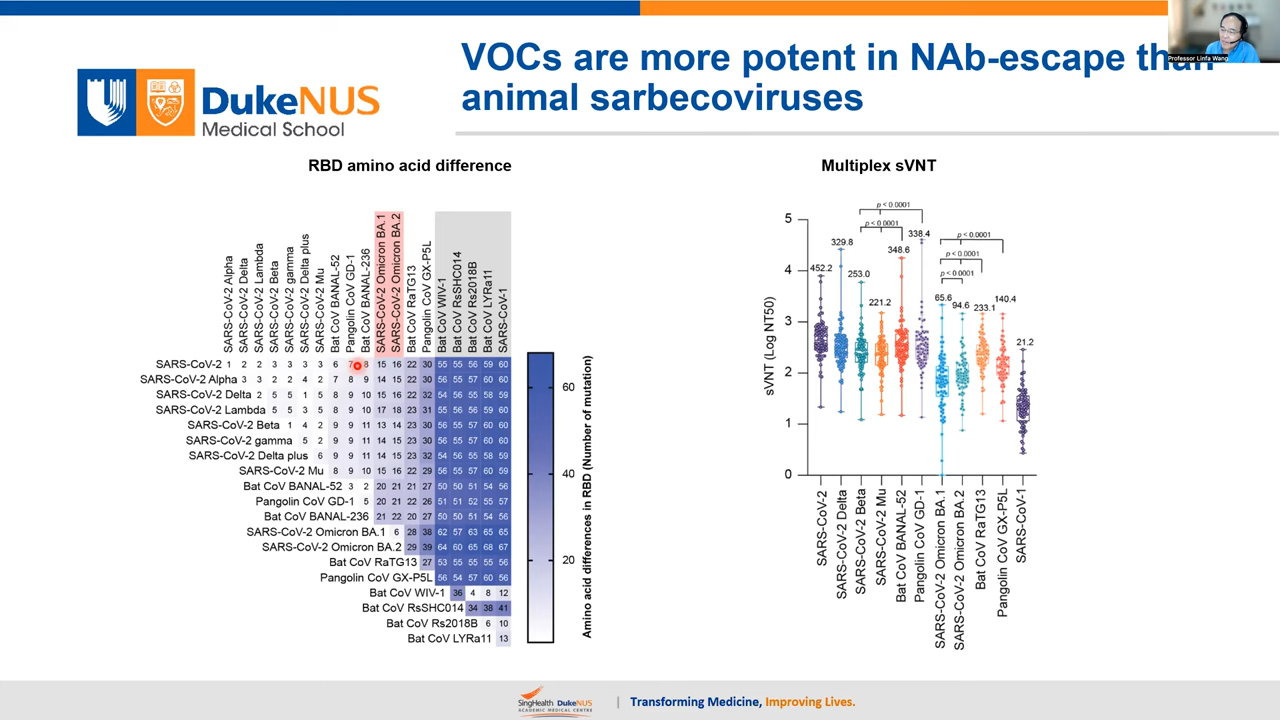 VOCs are more potent in NAb-escape than
animal sarbecoviruses
Professor Linfa Wang
DukeNUS
Medical School
RBD amino acid difference
SARS-CoV-2 Alpha
SARS-CoV-2 Delta
SARS-CoV-2 Lambda
SARS-CoV-2 Beta
SARS-CoV-2 gamma
SARS-CoV-2 Delta plus
SARS-CoV-2 Mu
Bat CoV BANAL-52
Pangolin CoV GD-1
Bat CoV BANAL-236
SARS-CoV-2 Omicron BA.1
SARS-CoV-2 Omicron BA.2
Bat CoV RaTG13
Pangolin CoV GX-P5L
Bat CoV WIV-1
Bat CoV RsSHC014
Bat CoV Rs2018B
Bat CoV LYRa11
SARS-CoV-1
SARS-CoV-2 1 2 2 3 3 3 3 6 7 8 15 16 22 30 55 55 56 59 60
SARS-CoV-2 Alpha 3 3 2 2 4 2 7 8 9 14 15 22 30 56 55 57 60 60
SARS-CoV-2 Delta 2 5 5 1 5 8 9 10 16 17 22 32 54 56 55 58 59
SARS-CoV-2 Lambda 5 5 3 5 8 9 10 17 18 23 31 55 56 56 59 60
SARS-CoV-2 Beta 1 4 2 9 9 11 13 14 23 30 56 55 57 60 60
SARS-CoV-2 gamma 5 2 9 9 11 14 15 23 30 56 55 57 60 60
SARS-CoV-2 Delta plus 6 9 9 11 14 15 23 30 54 56 55 58 59
SARS-CoV-2 Mu 8 9 10 15 16 22 29 56 55 57 60 59
Bat CoV BANAL-52 3 2 20 21 21 27 50 50 51 54 56
Pangolin CoV GD-1 5 20 21 22 26 51 51 52 55 57
Bat CoV BANAL-236 21 22 20 27 50 50 51 54 56
SARS-CoV-2 Omicron BA.1 6 28 38 62 57 63 65 65
SARS-CoV-2 Omicron BA.2 29 39 64 60 65 68 67
Bat CoV RaTG13 27 53 55 55 55 56
Pangolin CoV GX-P5L 56 54 57 60 56
Bat CoV WIV-1 36 4 8 12
Bat CoV RsSHC014 34 38 41
Bat CoV Rs2018B 6 10
Bat CoV LYRa11 13
60
40
20
Amino acid differences in RBD (Number of mutation)
Multiplex sVNT
sVNT (Log NT50)
5
4
3
2
1
0
452.2
329.8
253.0
221.2
348.6
338.4
65.6
94.6
233.1
140.4
21.2
p < 0.0001
p < 0.0001
p < 0.0001
p < 0.0001
p < 0.0001
SARS-CoV-2
SARS-CoV-2 Delta
SARS-CoV-2 Beta
SARS-CoV-2 Mu
Bat CoV BANAL-52
Pangolin CoV GD-1
SARS-CoV-2 Omicron BA.1
SARS-CoV-2 Omicron BA.2
Bat CoV RaTG13
Pangolin CoV GX-P5L
SARS-CoV-1
SingHealth DukeNUS
ACADEMIC MEDICAL CENTRE
Transforming Medicine, Improving Lives.